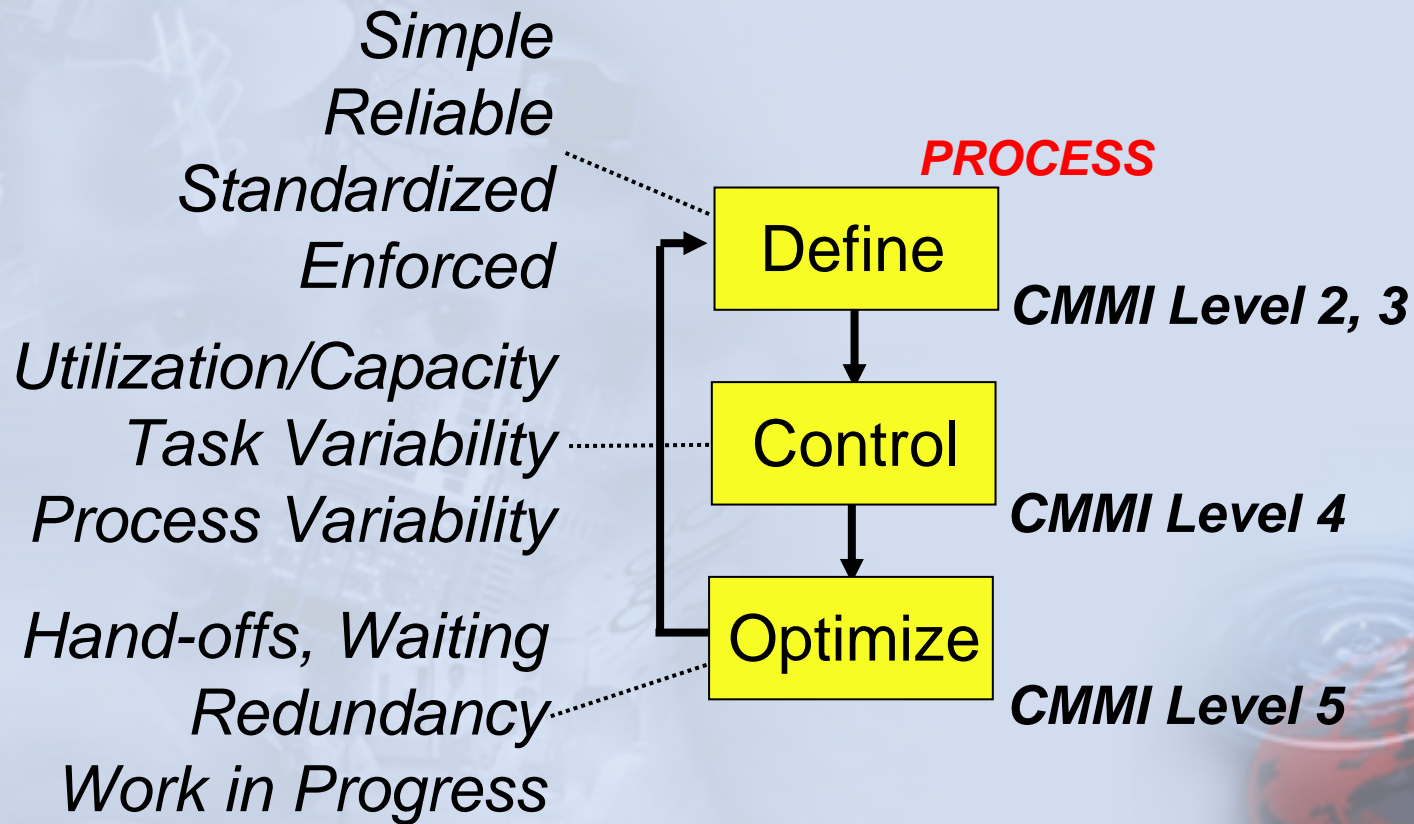 Simple
Reliable
Standardized
Enforced
PROCESS
Define
CMMI Level 2, 3
Utilization/Capacity
Task Variability
Process Variability
Control
CMMI Level 4
Hand-offs, Waiting
Redundancy
Work in Progress
Optimize
CMMI Level 5